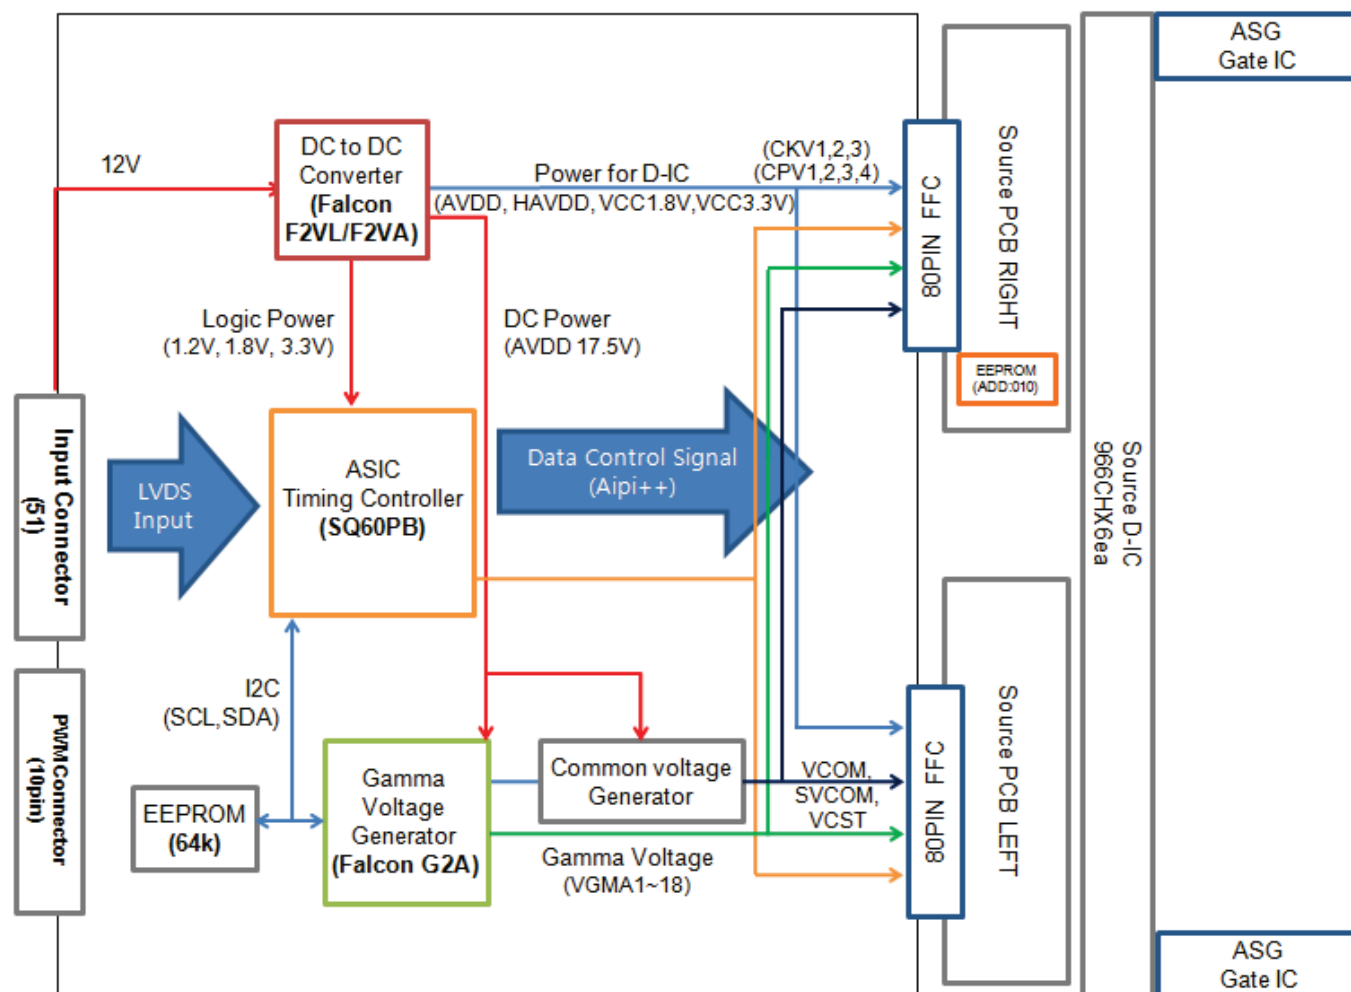 ASG
Gate IC
12V
DC to DC
Converter
(Falcon
F2VL/F2VA)
Power for D-IC
(AVDD, HAVDD, VCC1.8V,VCC3.3V)
(CKV1,2,3)
(CPV1,2,3,4)
80PIN FFC
Source PCB RIGHT
EEPROM
(ADD:010)
Logic Power
(1.2V, 1.8V, 3.3V)
DC Power
(AVDD 17.5V)
Input Connector
(51)
LVDS
Input
ASIC
Timing Controller
(SQ60PB)
Data Control Signal
(Aipi++)
Source D-IC
966CHX6ea
PWMConnector
(10pin)
I2C
(SCL,SDA)
EEPROM
(64k)
Gamma
Voltage
Generator
(Falcon G2A)
Common voltage
Generator
VCOM,
SVCOM,
VCST
Gamma Voltage
(VGMA1~18)
80PIN FFC
Source PCB LEFT
ASG
Gate IC